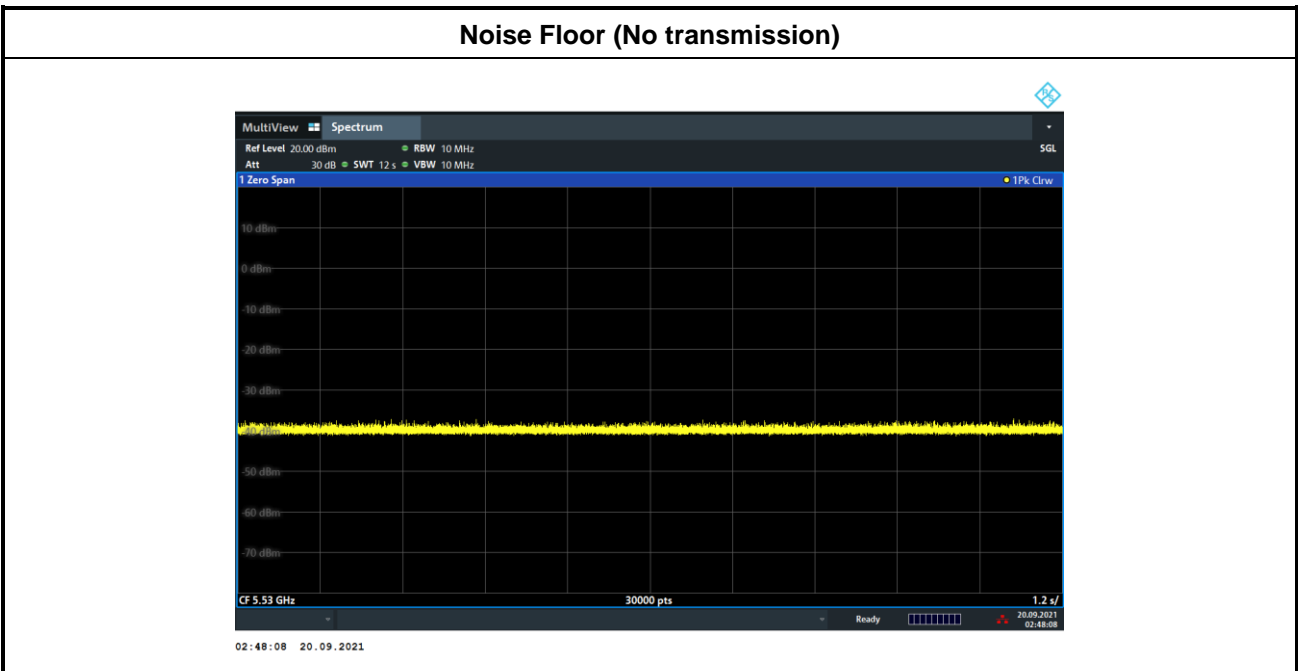 Noise Floor (No transmission)
R&S
MultiView Spectrum
Ref Level 20.00 dBm RBW 10 MHz SGL
Att 30 dB SWT 12 s VBW 10 MHz
1 Zero Span 1Pk Clrw
10 dBm
0 dBm
-10 dBm
-20 dBm
-30 dBm
-40 dBm
-50 dBm
-60 dBm
-70 dBm
CF 5.53 GHz 30000 pts 1.2 s/
Ready 20.09.2021
02:48:08
02:48:08 20.09.2021